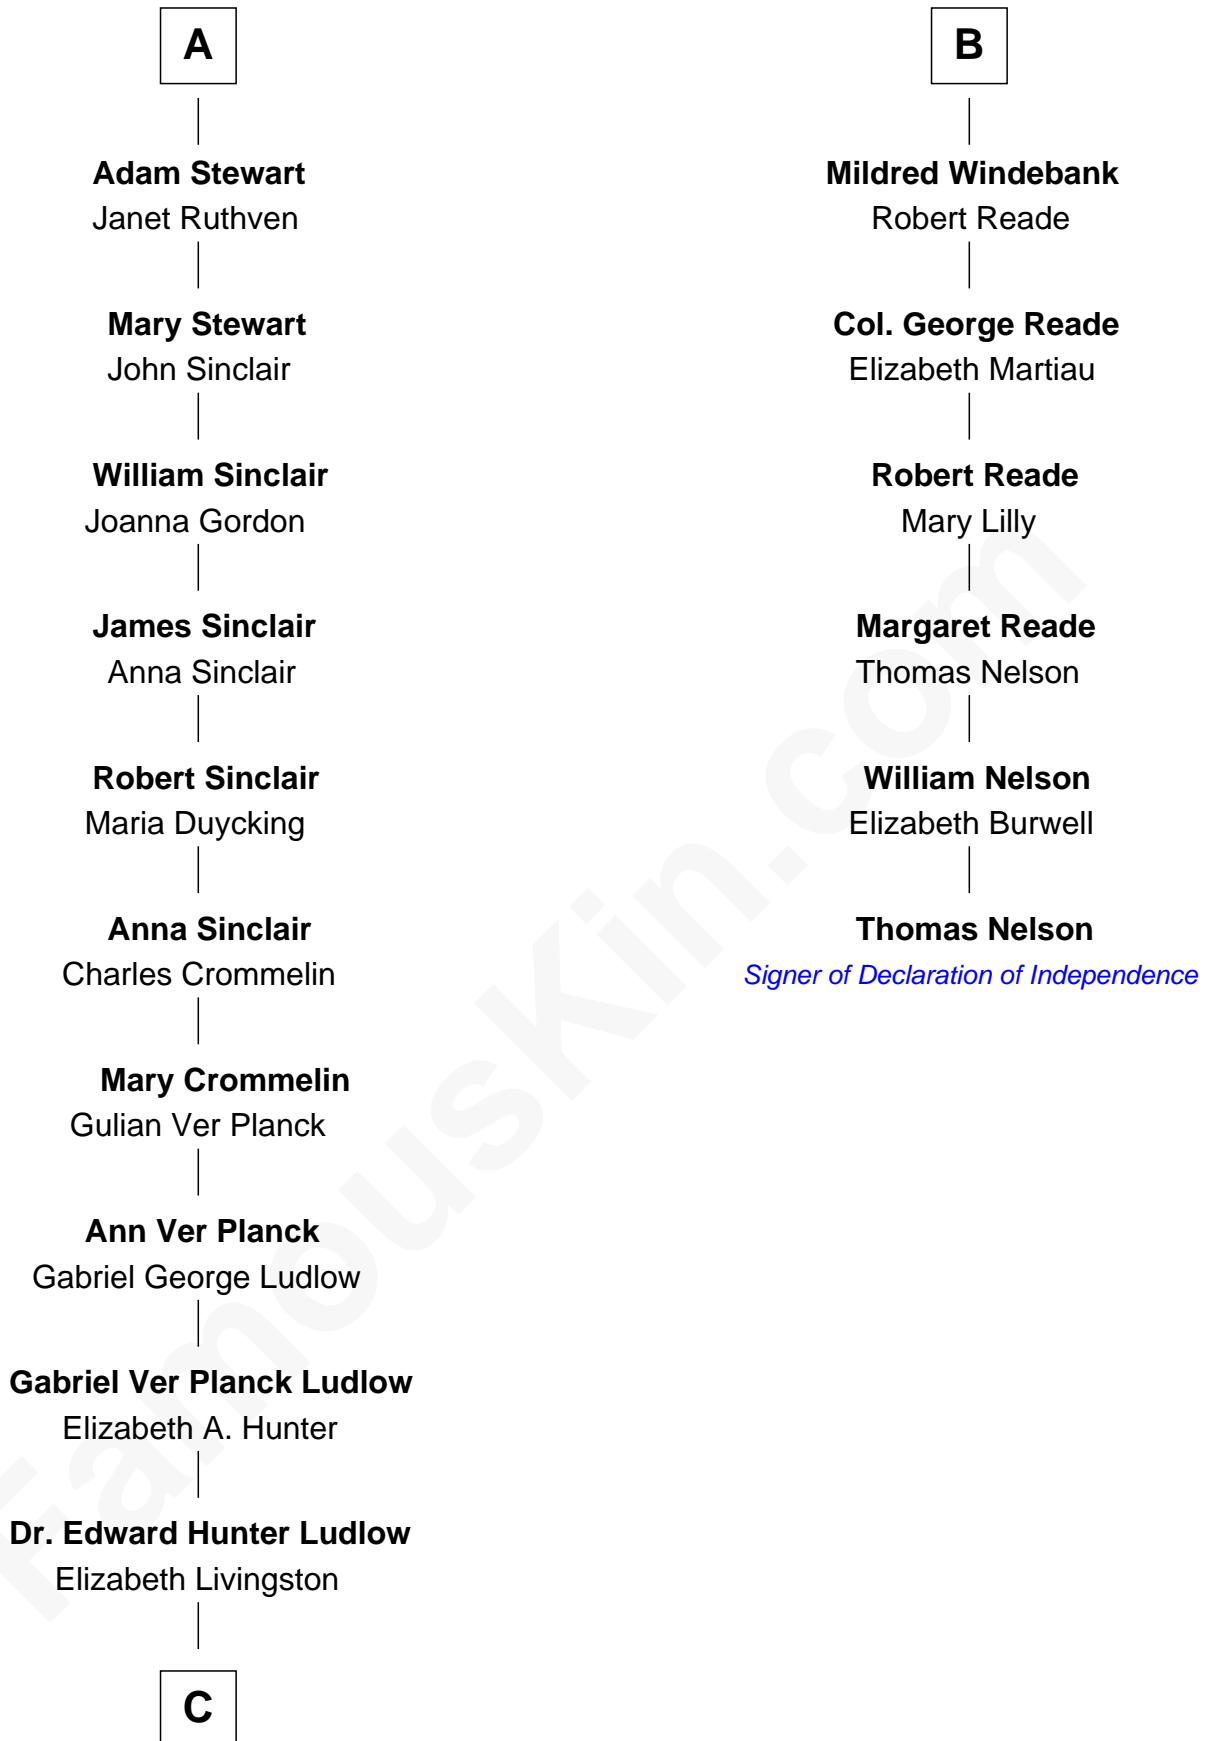 A
Adam Stewart
Janet Ruthven
Mary Stewart
John Sinclair
William Sinclair
Joanna Gordon
James Sinclair
Anna Sinclair
Robert Sinclair
Maria Duycking
Anna Sinclair
Charles Crommelin
Mary Crommelin
Gulian Ver Planck
Ann Ver Planck
Gabriel George Ludlow
Gabriel Ver Planck Ludlow
Elizabeth A. Hunter
Dr. Edward Hunter Ludlow
Elizabeth Livingston
C
B
Mildred Windebank
Robert Reade
Col. George Reade
Elizabeth Martiau
Robert Reade
Mary Lilly
Margaret Reade
Thomas Nelson
William Nelson
Elizabeth Burwell
Thomas Nelson
Signer of Declaration of Independence
FamousKin.com